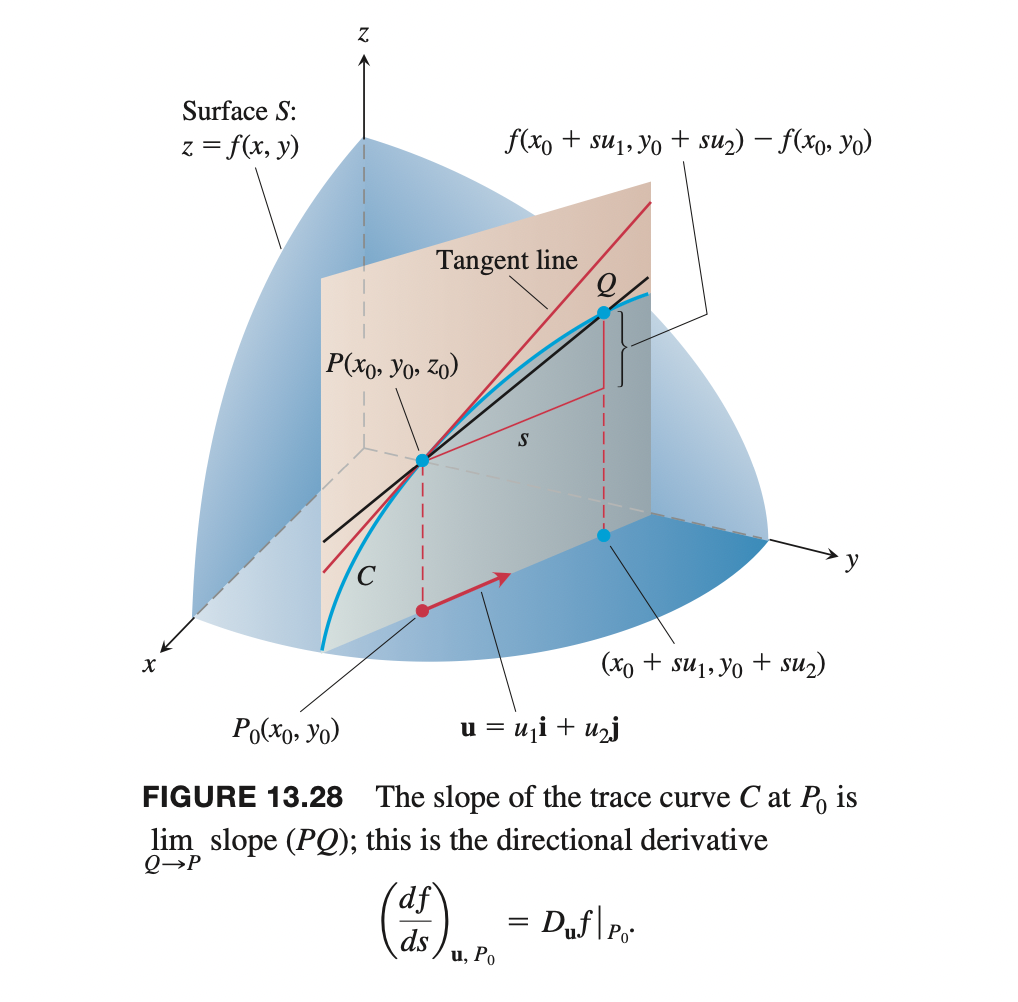 z
Surface S:
z = f(x, y)
f(x₀ + su₁, y₀ + su₂) − f(x₀, y₀)
Tangent line
Q
P(x₀, y₀, z₀)
s
C
y
x
(x₀ + su₁, y₀ + su₂)
P₀(x₀, y₀)
u = u₁i + u₂j
FIGURE 13.28 The slope of the trace curve C at P₀ is
lim slope (PQ); this is the directional derivative
Q→P
(df/ds)u, P₀ = Duf|P₀.